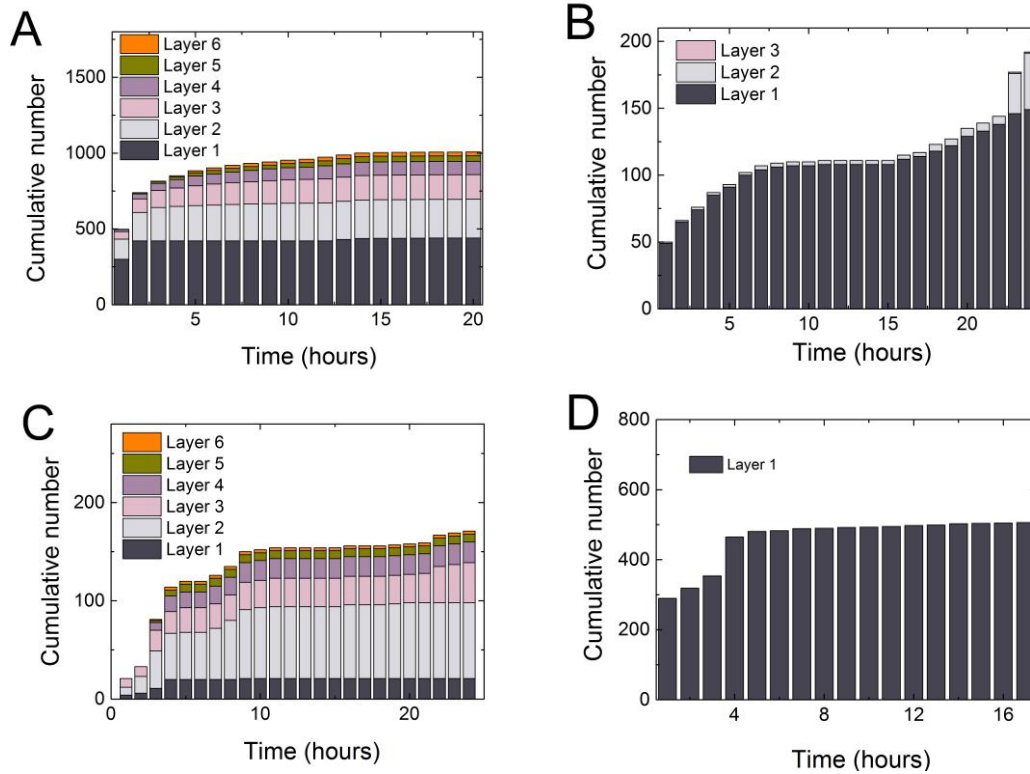 A
Layer 6
Layer 5
Layer 4
Layer 3
Layer 2
Layer 1
1500
1000
500
0
Cumulative number
5
10
15
20
Time (hours)
B
Layer 3
Layer 2
Layer 1
200
150
100
50
0
Cumulative number
5
10
15
20
Time (hours)
C
Layer 6
Layer 5
Layer 4
Layer 3
Layer 2
Layer 1
200
100
0
Cumulative number
0
10
20
Time (hours)
D
Layer 1
800
600
400
200
0
Cumulative number
4
8
12
16
Time (hours)